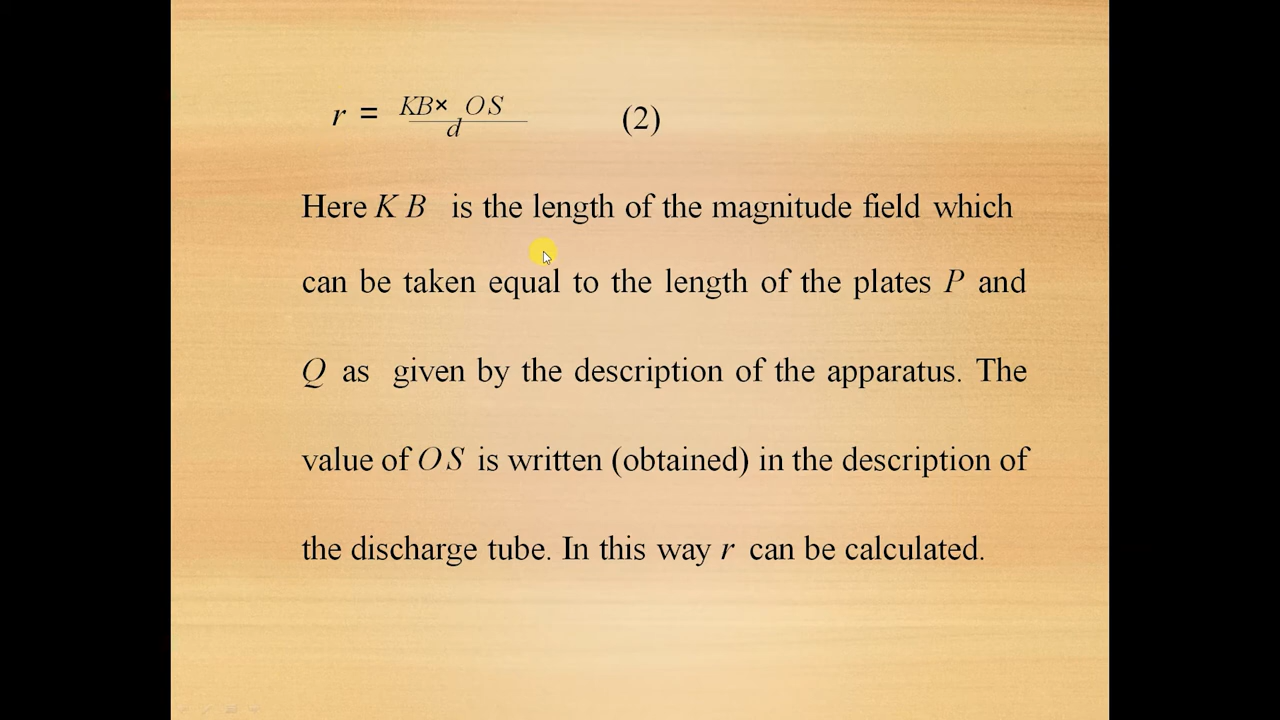 r = KB× OS / d (2)
Here K B is the length of the magnitude field which
can be taken equal to the length of the plates P and
Q as given by the description of the apparatus. The
value of O S is written (obtained) in the description of
the discharge tube. In this way r can be calculated.